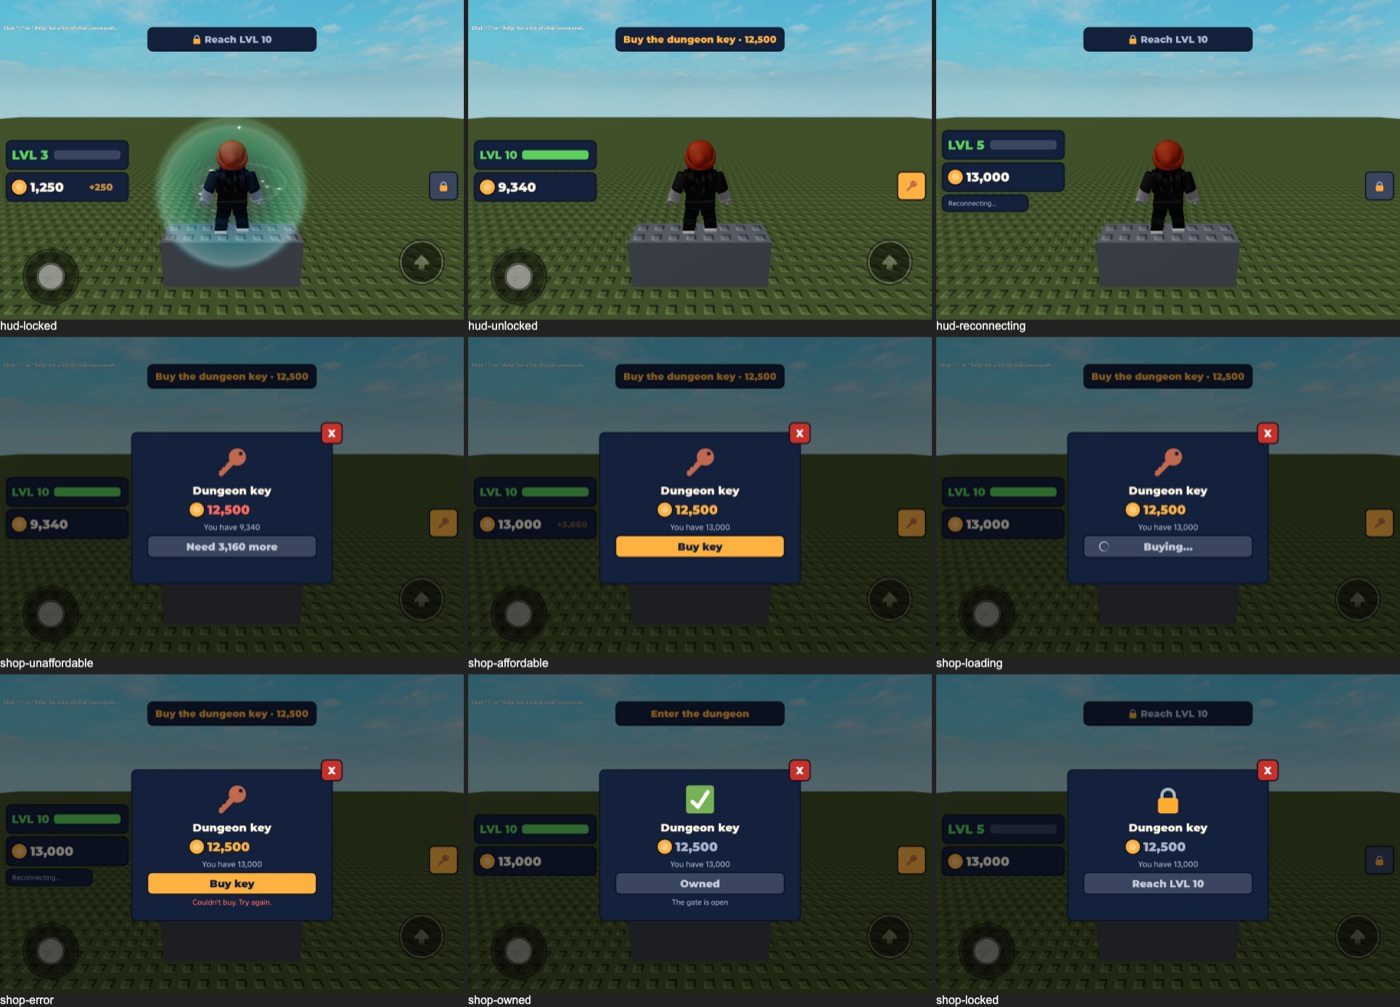 Reach LVL 10
LVL 3
1,250 +250
hud-locked
Buy the dungeon key · 12,500
LVL 10
9,340
hud-unlocked
Reach LVL 10
LVL 5
13,000
Reconnecting...
hud-reconnecting
Buy the dungeon key · 12,500
X
LVL 10
9,340
Dungeon key
12,500
You have 9,340
Need 3,160 more
shop-unaffordable
Buy the dungeon key · 12,500
X
LVL 10
13,000 +3,660
Dungeon key
12,500
You have 13,000
Buy key
shop-affordable
Buy the dungeon key · 12,500
X
LVL 10
13,000
Dungeon key
12,500
You have 13,000
Buying...
shop-loading
Buy the dungeon key · 12,500
X
LVL 10
13,000
Reconnecting...
Dungeon key
12,500
You have 13,000
Buy key
Couldn't buy. Try again.
shop-error
Enter the dungeon
X
LVL 10
13,000
Dungeon key
12,500
You have 13,000
Owned
The gate is open
shop-owned
Reach LVL 10
X
LVL 5
13,000
Dungeon key
12,500
You have 13,000
Reach LVL 10
shop-locked